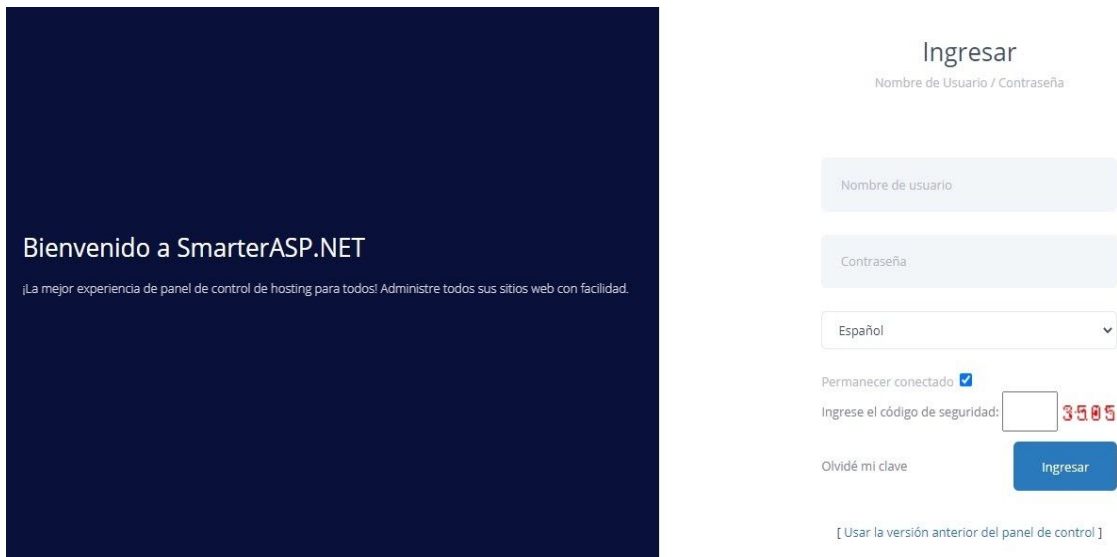 Bienvenido a SmarterASP.NET
¡La mejor experiencia de panel de control de hosting para todos! Administre todos sus sitios web con facilidad.
Ingresar
Nombre de Usuario / Contraseña
Nombre de usuario
Contraseña
Español
Permanecer conectado
Ingrese el código de seguridad: 3505
Olvidé mi clave Ingresar
[ Usar la versión anterior del panel de control ]